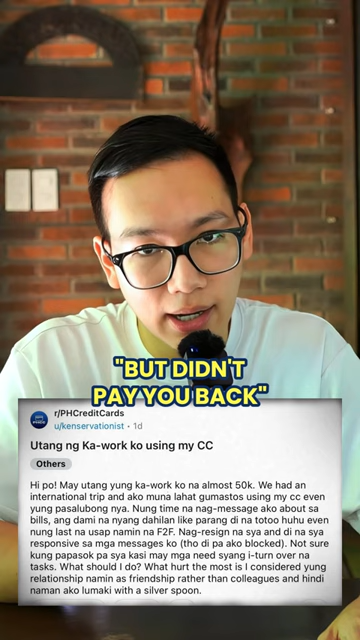 "BUT DIDN'T
PAY YOU BACK"
r/PHCreditCards
u/kenservationist • 1d
Utang ng Ka-work ko using my CC
Others
Hi po! May utang yung ka-work ko na almost 50k. We had an
international trip and ako muna lahat gumastos using my cc even
yung pasalubong nya. Nung time na nag-message ako about sa
bills, ang dami na nyang dahilan like parang di na totoo huhu even
nung last na usap namin na F2F. Nag-resign na sya and di na sya
responsive sa mga messages ko (tho di pa ako blocked). Not sure
kung papasok pa sya kasi may mga need syang i-turn over na
tasks. What should I do? What hurt the most is I considered yung
relationship namin as friendship rather than colleagues and hindi
naman ako lumaki with a silver spoon.